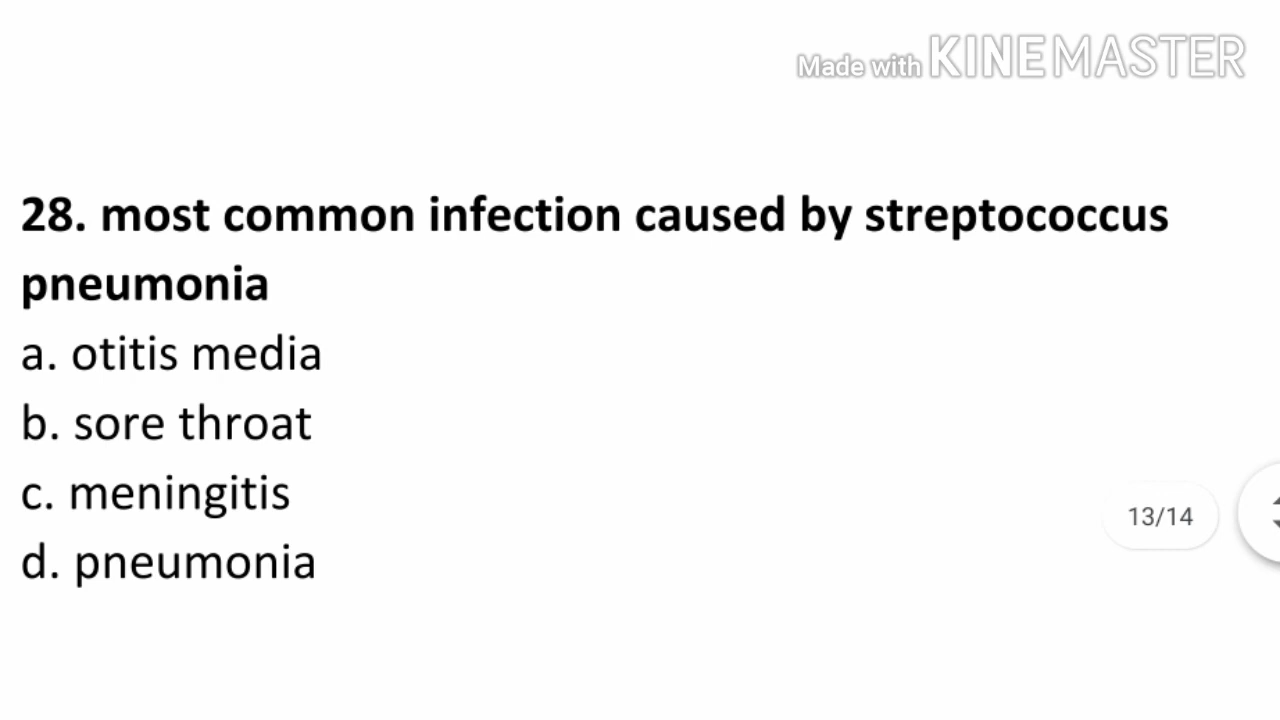 Made with KINEMASTER
28. most common infection caused by streptococcus
pneumonia
a. otitis media
b. sore throat
c. meningitis
13/14
d. pneumonia